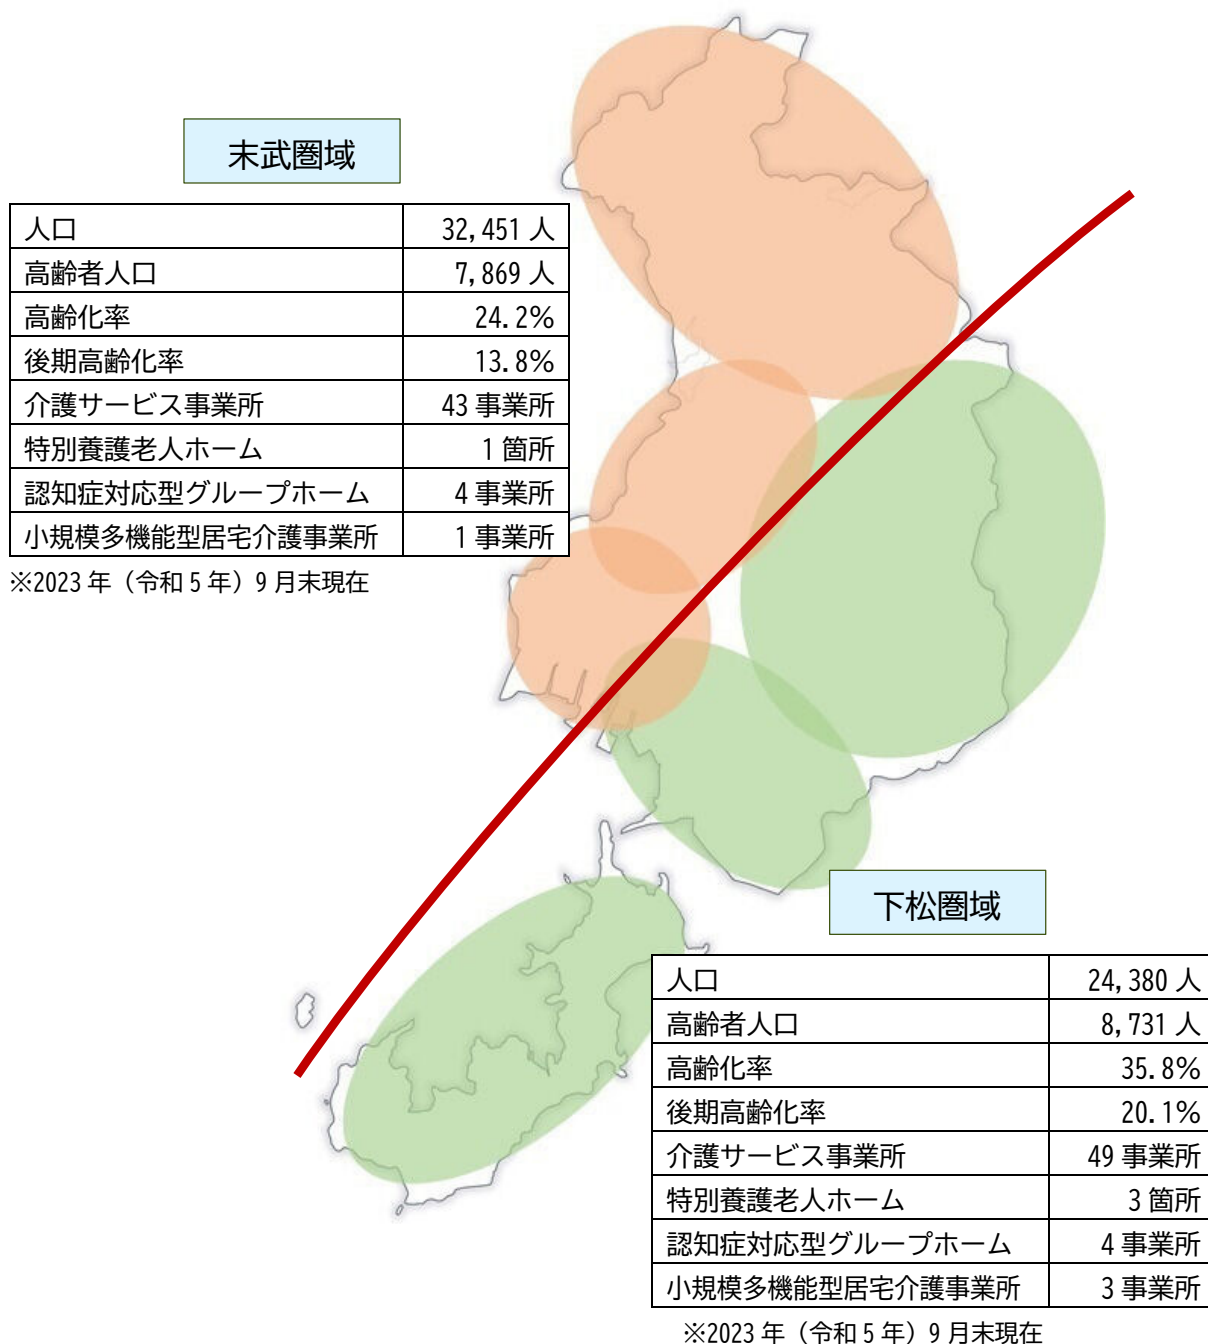 末武圏域
人口 32,451 人
高齢者人口 7,869 人
高齢化率 24.2%
後期高齢化率 13.8%
介護サービス事業所 43 事業所
特別養護老人ホーム 1 箇所
認知症対応型グループホーム 4 事業所
小規模多機能型居宅介護事業所 1 事業所
※2023 年（令和 5 年）9 月末現在
下松圏域
人口 24,380 人
高齢者人口 8,731 人
高齢化率 35.8%
後期高齢化率 20.1%
介護サービス事業所 49 事業所
特別養護老人ホーム 3 箇所
認知症対応型グループホーム 4 事業所
小規模多機能型居宅介護事業所 3 事業所
※2023 年（令和 5 年）9 月末現在